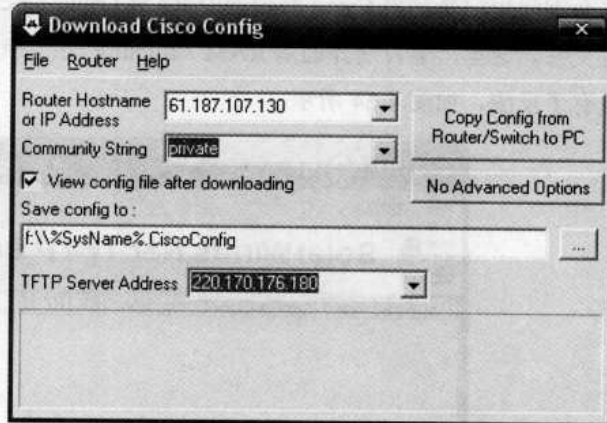 Download Cisco Config
File Router Help
Router Hostname or IP Address 61.187.107.130
Copy Config from Router/Switch to PC
Community String private
View config file after downloading
No Advanced Options
Save config to :
f:\\%SysName%.CiscoConfig
...
TFTP Server Address 220.170.176.180